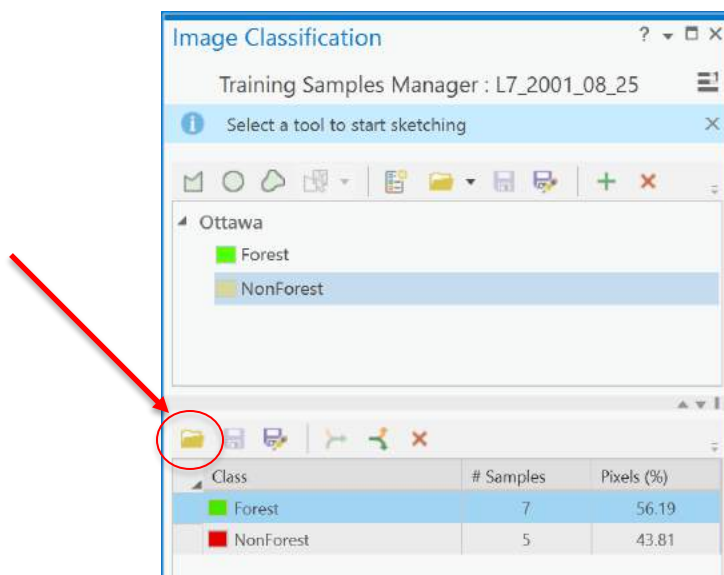 Image Classification ?
Training Samples Manager : L7_2001_08_25
Select a tool to start sketching
Ottawa
Forest
NonForest
Class # Samples Pixels (%)
Forest 7 56.19
NonForest 5 43.81